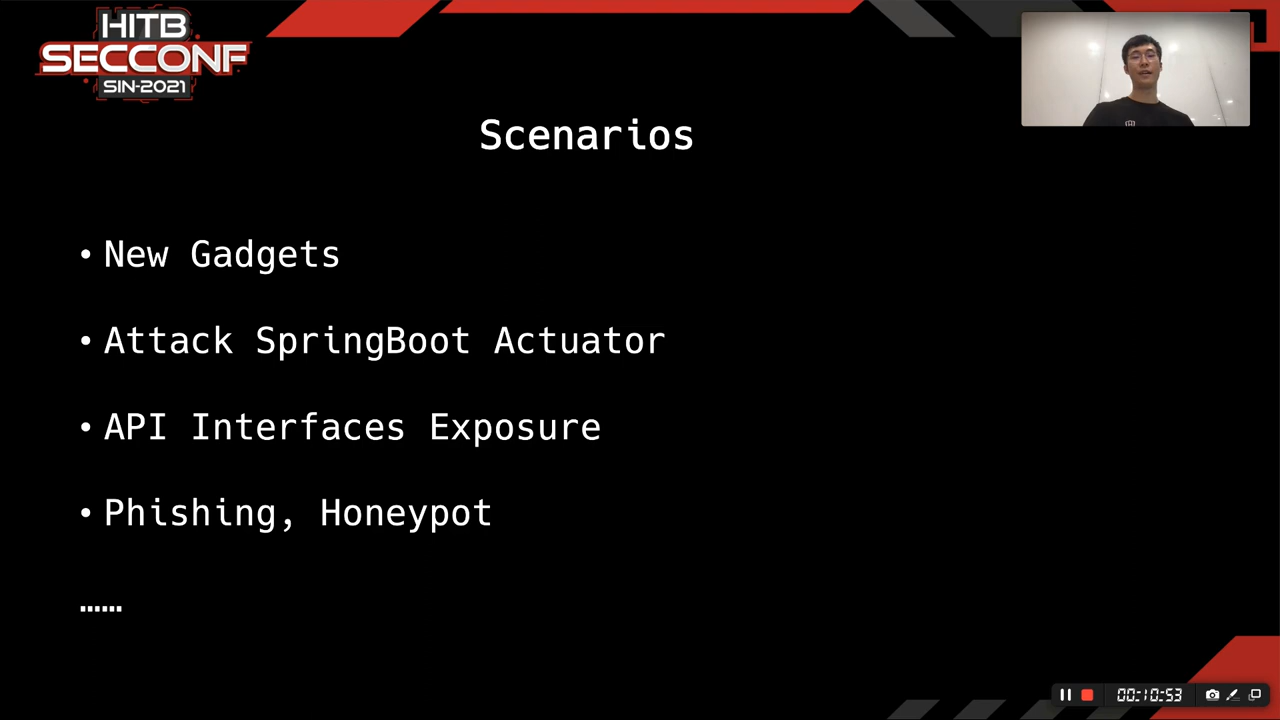 HITB
SECCONF
SIN-2021
Scenarios
• New Gadgets
• Attack SpringBoot Actuator
• API Interfaces Exposure
• Phishing, Honeypot
……
00:10:53